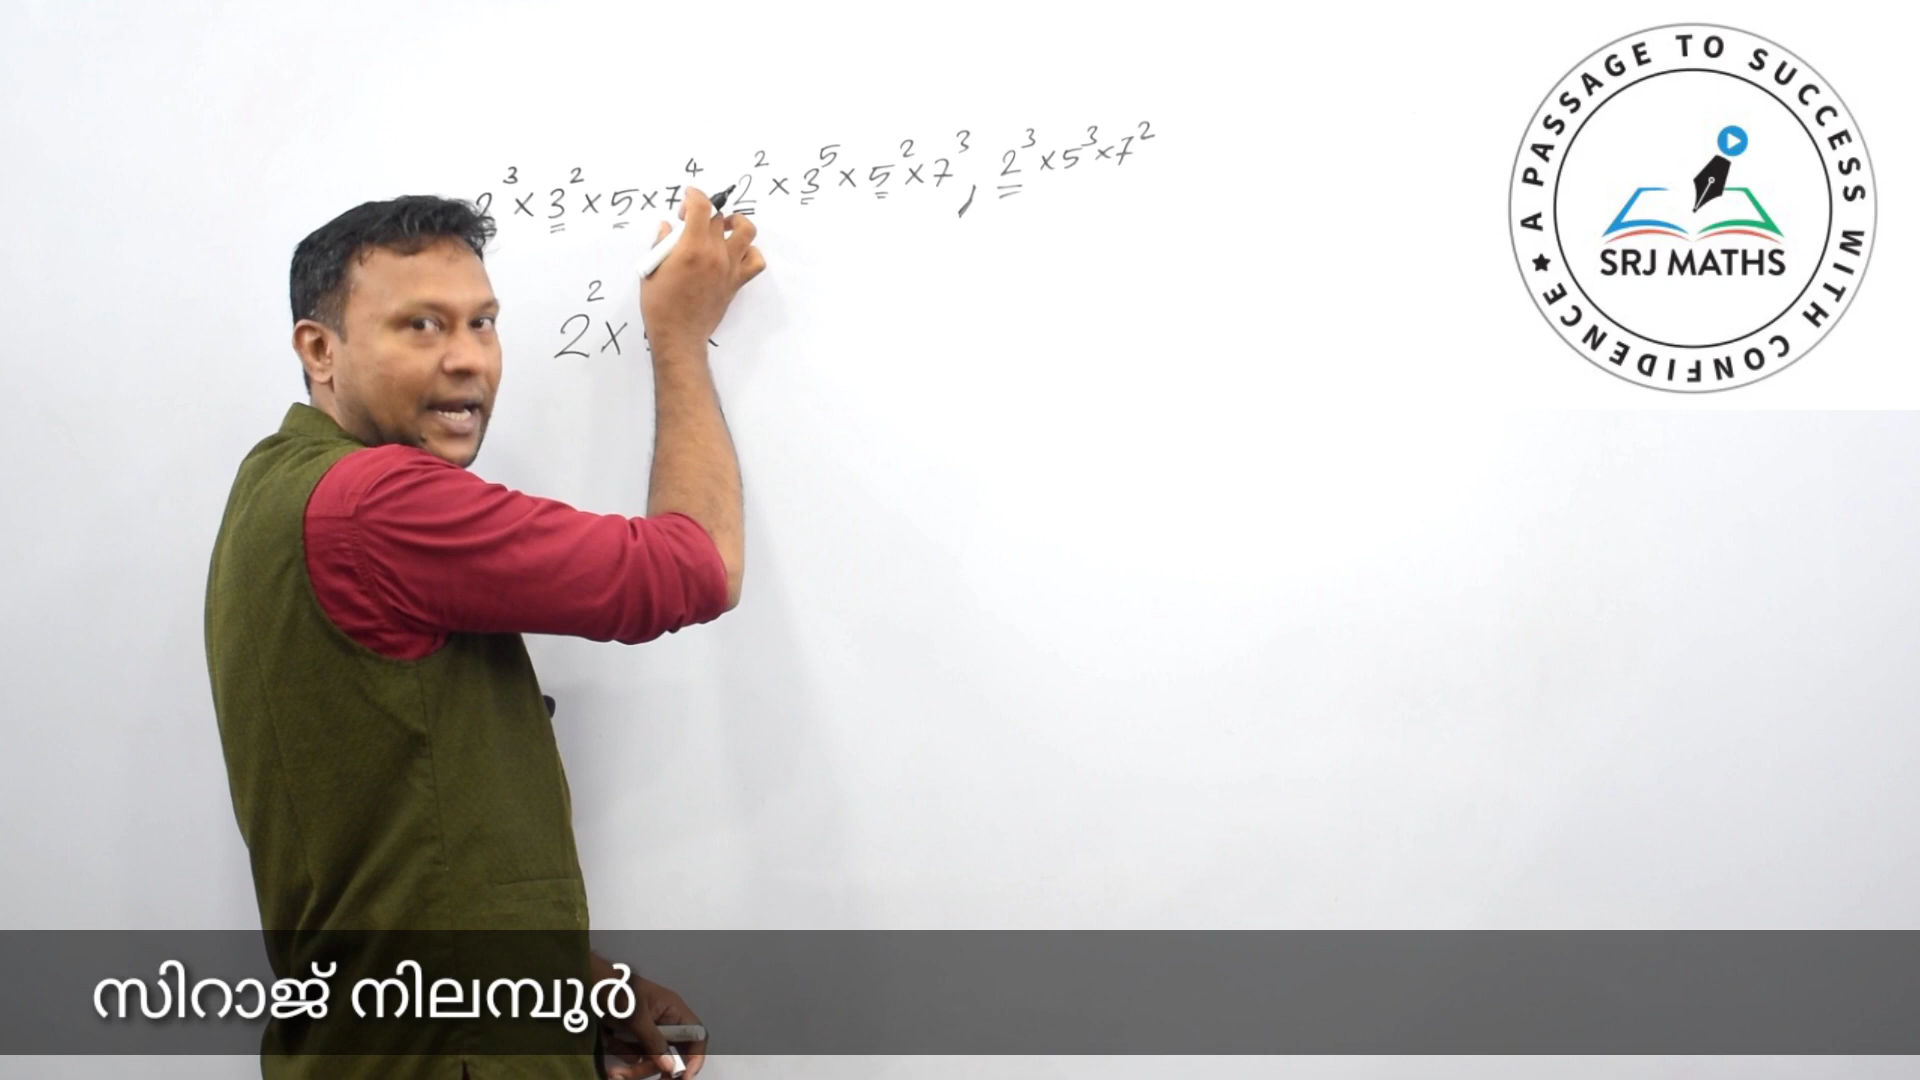 2³ × 3² × 5 × 7⁴ 2² × 3⁵ × 5² × 7³, 2³ × 5³ × 7²
2² ×
A PASSAGE TO SUCCESS WITH CONFIDENCE
SRJ MATHS
സിറാജ് നിലമ്പൂർ